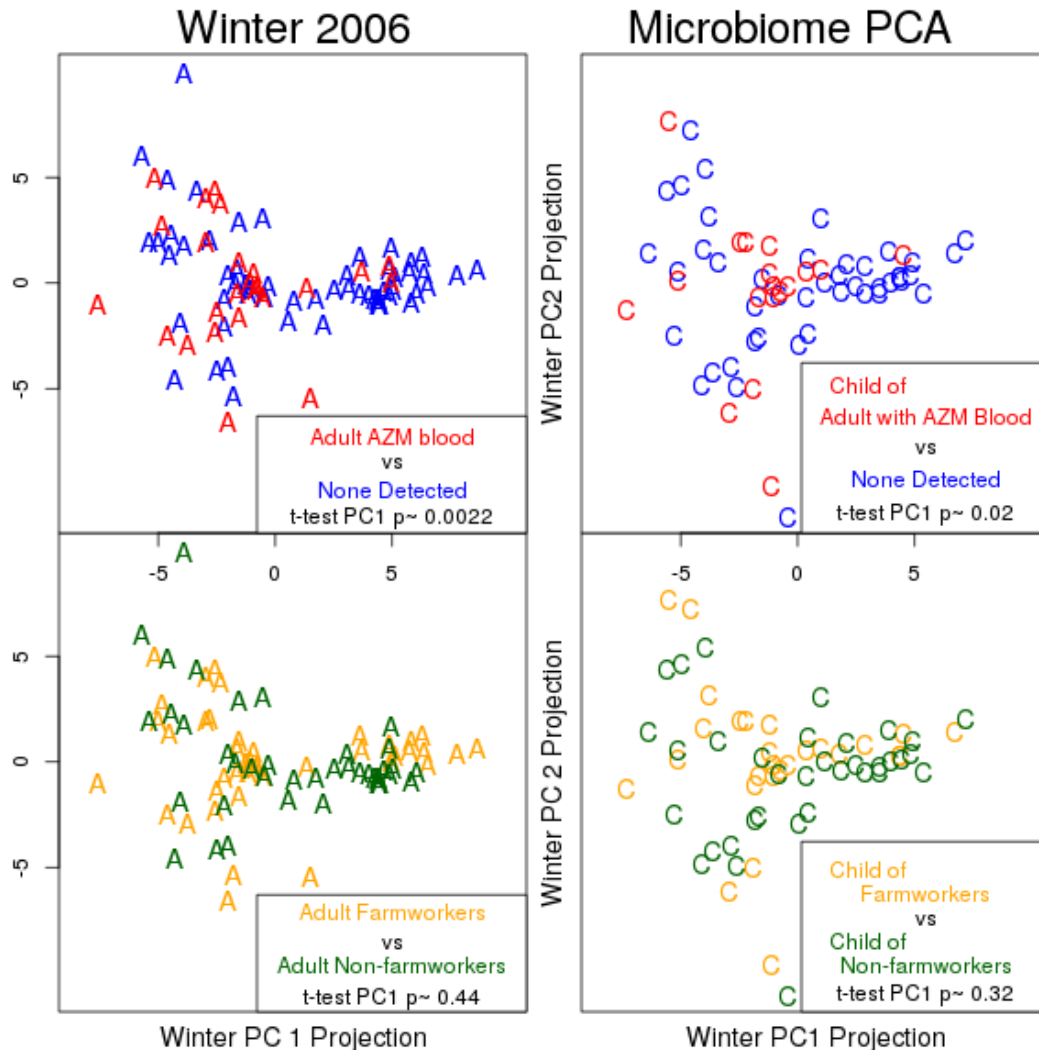 Winter 2006
Microbiome PCA
5
0
-5
Winter PC2 Projection
Adult AZM blood
vs
None Detected
t-test PC1 p~ 0.0022
Child of
Adult with AZM Blood
vs
None Detected
t-test PC1 p~ 0.02
-5 0 5
-5 0 5
5
0
-5
Winter PC 2 Projection
Adult Farmworkers
vs
Adult Non-farmworkers
t-test PC1 p~ 0.44
Child of
Farmworkers
vs
Child of
Non-farmworkers
t-test PC1 p~ 0.32
Winter PC 1 Projection
Winter PC1 Projection